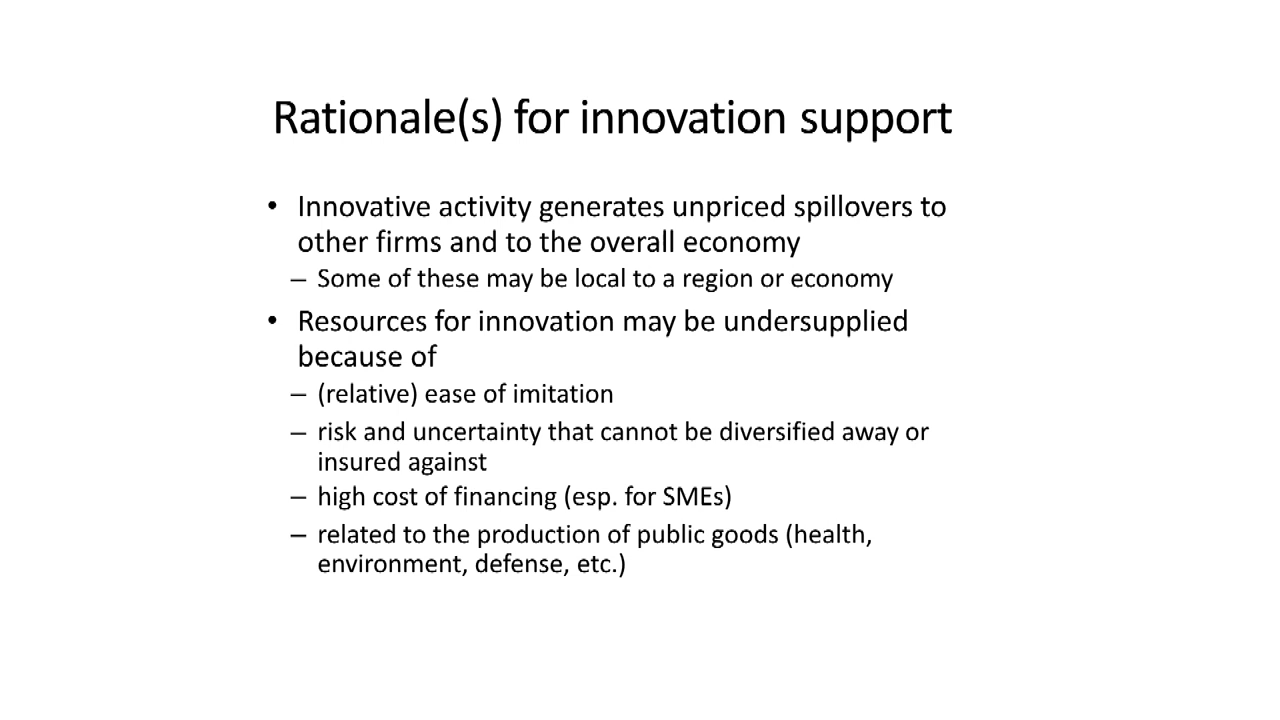 Rationale(s) for innovation support
• Innovative activity generates unpriced spillovers to
other firms and to the overall economy
– Some of these may be local to a region or economy
• Resources for innovation may be undersupplied
because of
– (relative) ease of imitation
– risk and uncertainty that cannot be diversified away or
insured against
– high cost of financing (esp. for SMEs)
– related to the production of public goods (health,
environment, defense, etc.)